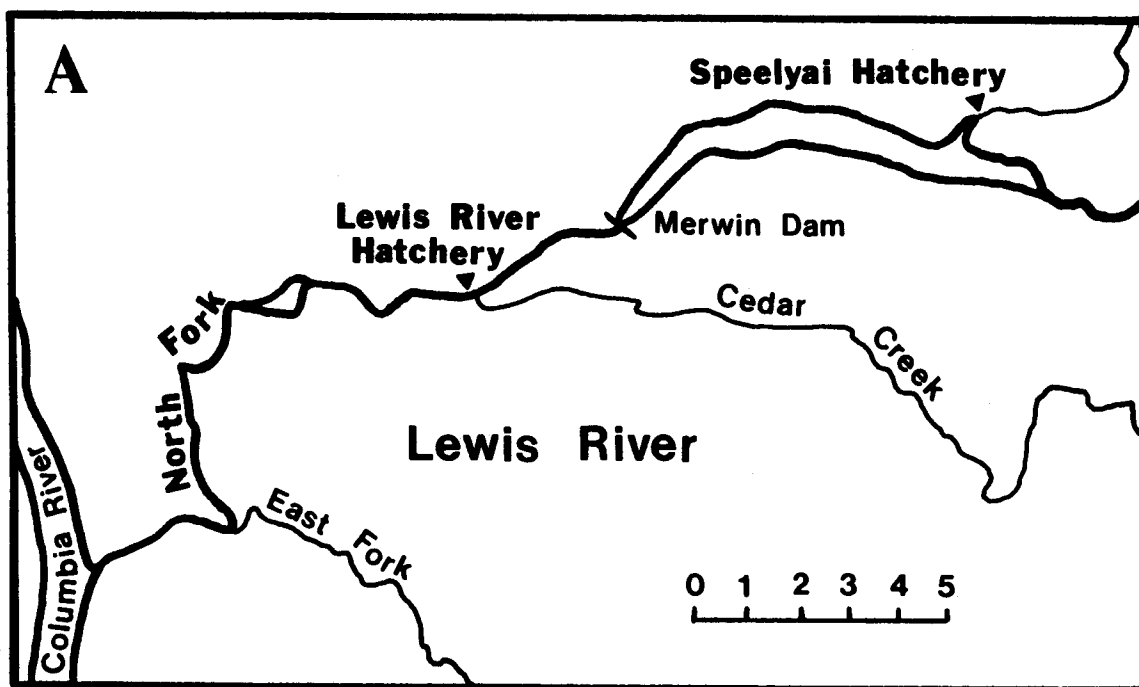 A
Speelyai Hatchery
Lewis River
Hatchery
Merwin Dam
Cedar
Creek
North
Fork
Lewis River
East
Fork
Columbia River
0 1 2 3 4 5